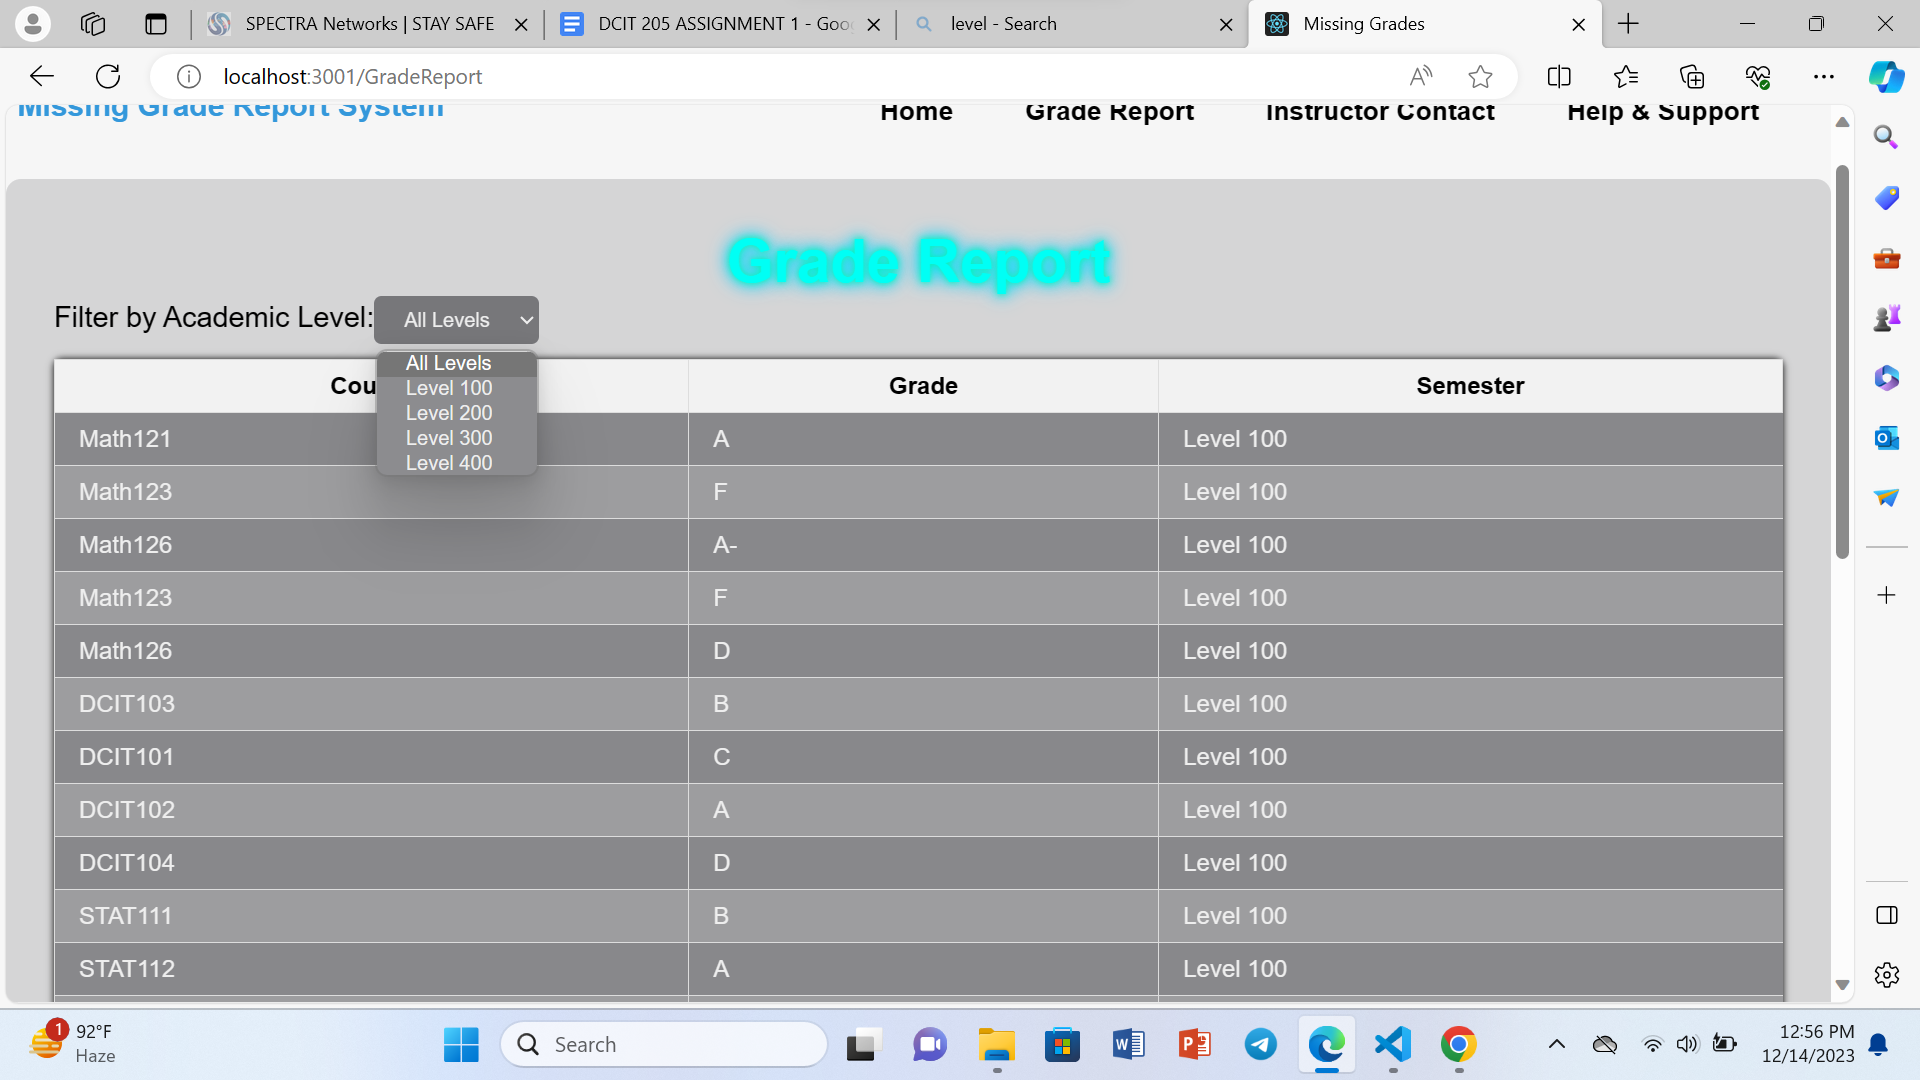 SPECTRA Networks | STAY SAFE
DCIT 205 ASSIGNMENT 1 - Goo
level - Search
Missing Grades
localhost:3001/GradeReport
Missing Grade Report System
Home
Grade Report
Instructor Contact
Help & Support
Grade Report
Filter by Academic Level:
All Levels
All Levels
Level 100
Level 200
Level 300
Level 400
Cou
Grade
Semester
Math121
A
Level 100
Math123
F
Level 100
Math126
A-
Level 100
Math123
F
Level 100
Math126
D
Level 100
DCIT103
B
Level 100
DCIT101
C
Level 100
DCIT102
A
Level 100
DCIT104
D
Level 100
STAT111
B
Level 100
STAT112
A
Level 100
1
92°F
Haze
Search
12:56 PM
12/14/2023